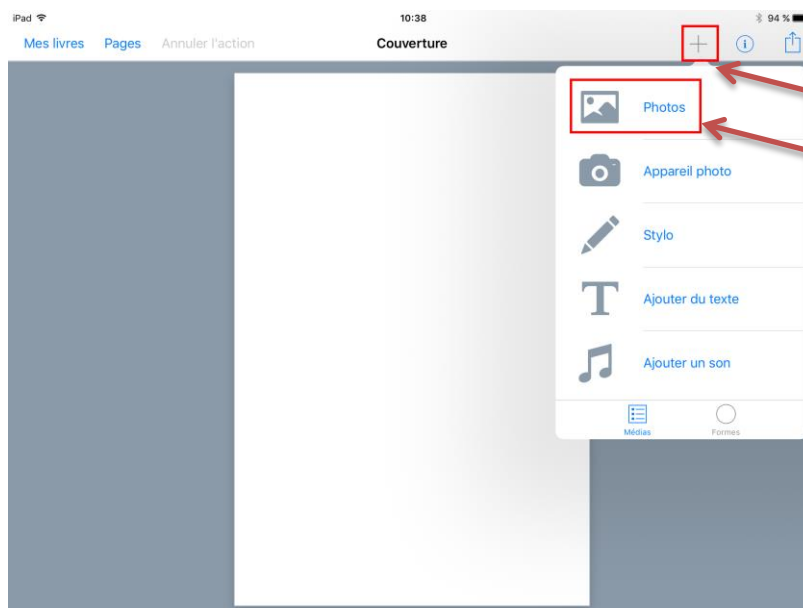 iPad 10:38 94 %
Mes livres Pages Annuler l'action Couverture
Photos
Appareil photo
Stylo
Ajouter du texte
Ajouter un son
Médias Formes